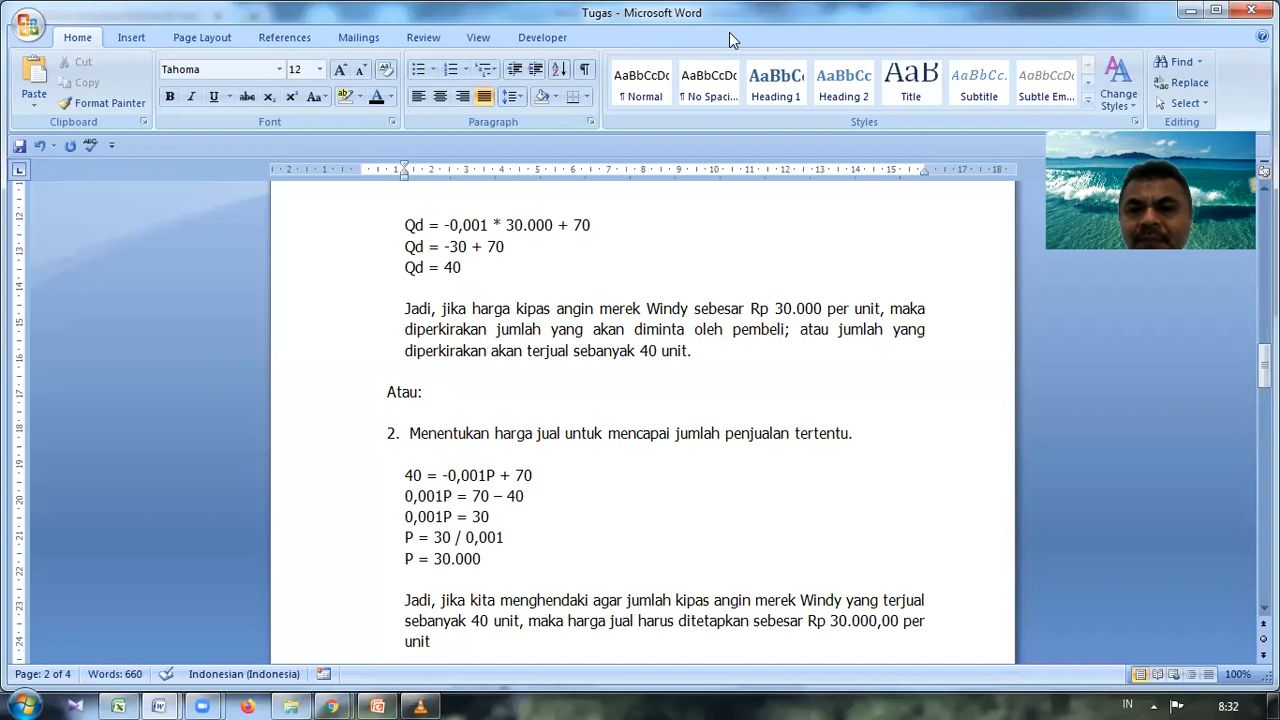 Tugas - Microsoft Word
Home Insert Page Layout References Mailings Review View Developer
Paste
Cut
Copy
Format Painter
Clipboard
Tahoma 12
Font
Paragraph
AaBbCcDc AaBbCcDc AaBbCc AaBbCc AaB AaBbCc. AaBbCcDc
¶ Normal ¶ No Spaci... Heading 1 Heading 2 Title Subtitle Subtle Em...
Change Styles
Styles
Find
Replace
Select
Editing
Qd = -0,001 * 30.000 + 70
Qd = -30 + 70
Qd = 40
Jadi, jika harga kipas angin merek Windy sebesar Rp 30.000 per unit, maka
diperkirakan jumlah yang akan diminta oleh pembeli; atau jumlah yang
diperkirakan akan terjual sebanyak 40 unit.
Atau:
2. Menentukan harga jual untuk mencapai jumlah penjualan tertentu.
40 = -0,001P + 70
0,001P = 70 – 40
0,001P = 30
P = 30 / 0,001
P = 30.000
Jadi, jika kita menghendaki agar jumlah kipas angin merek Windy yang terjual
sebanyak 40 unit, maka harga jual harus ditetapkan sebesar Rp 30.000,00 per
unit
Page: 2 of 4 Words: 660 Indonesian (Indonesia) 100%
IN 8:32